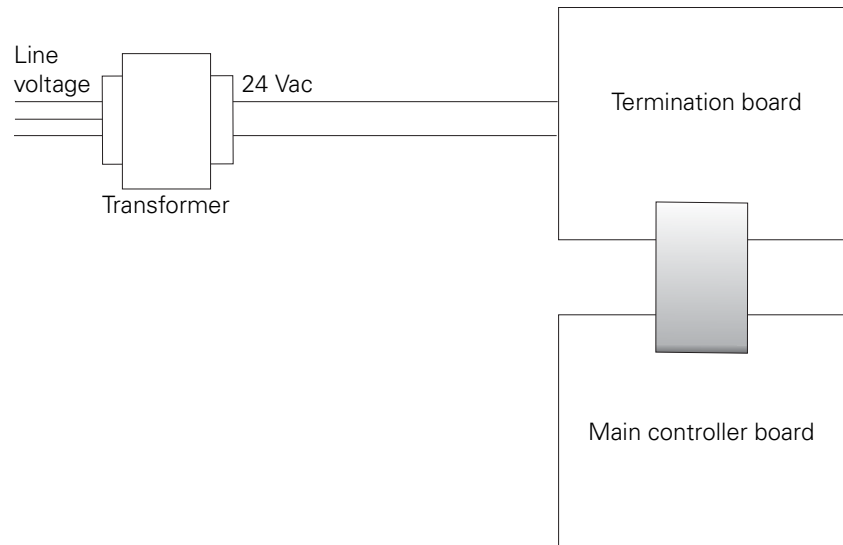 Line
voltage
24 Vac
Termination board
Transformer
Main controller board